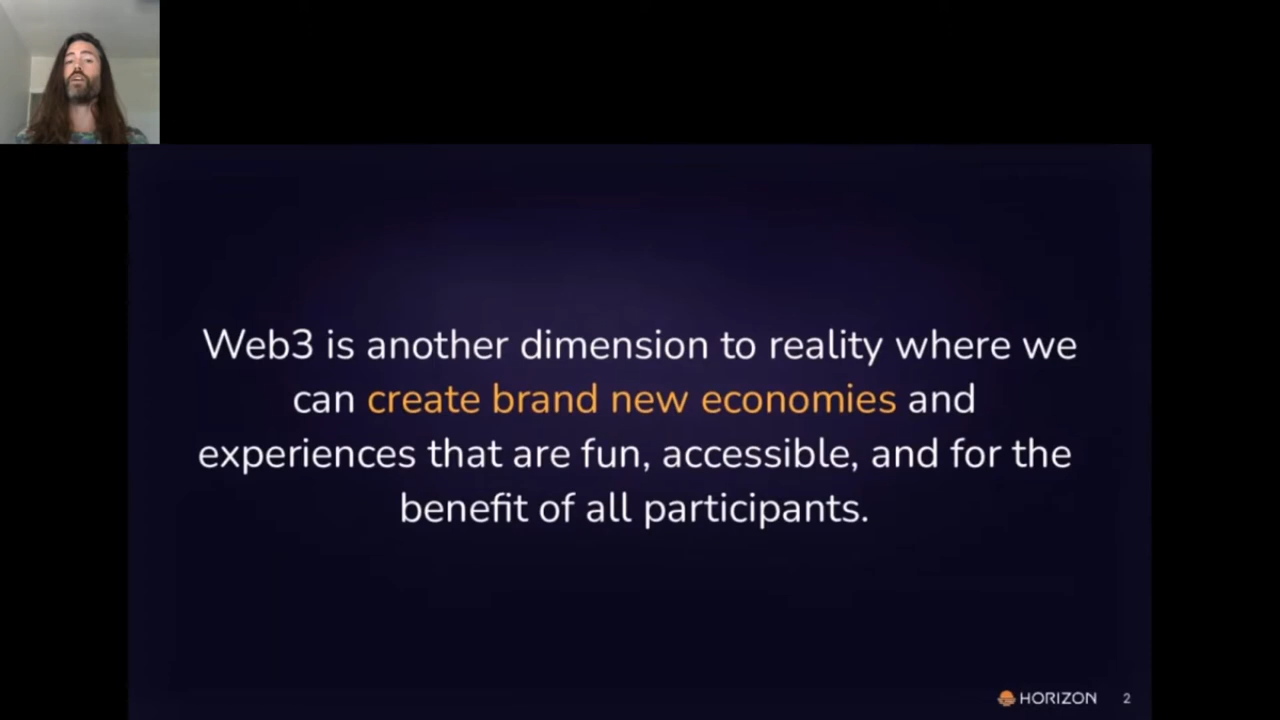 Web3 is another dimension to reality where we
can create brand new economies and
experiences that are fun, accessible, and for the
benefit of all participants.
HORIZON 2